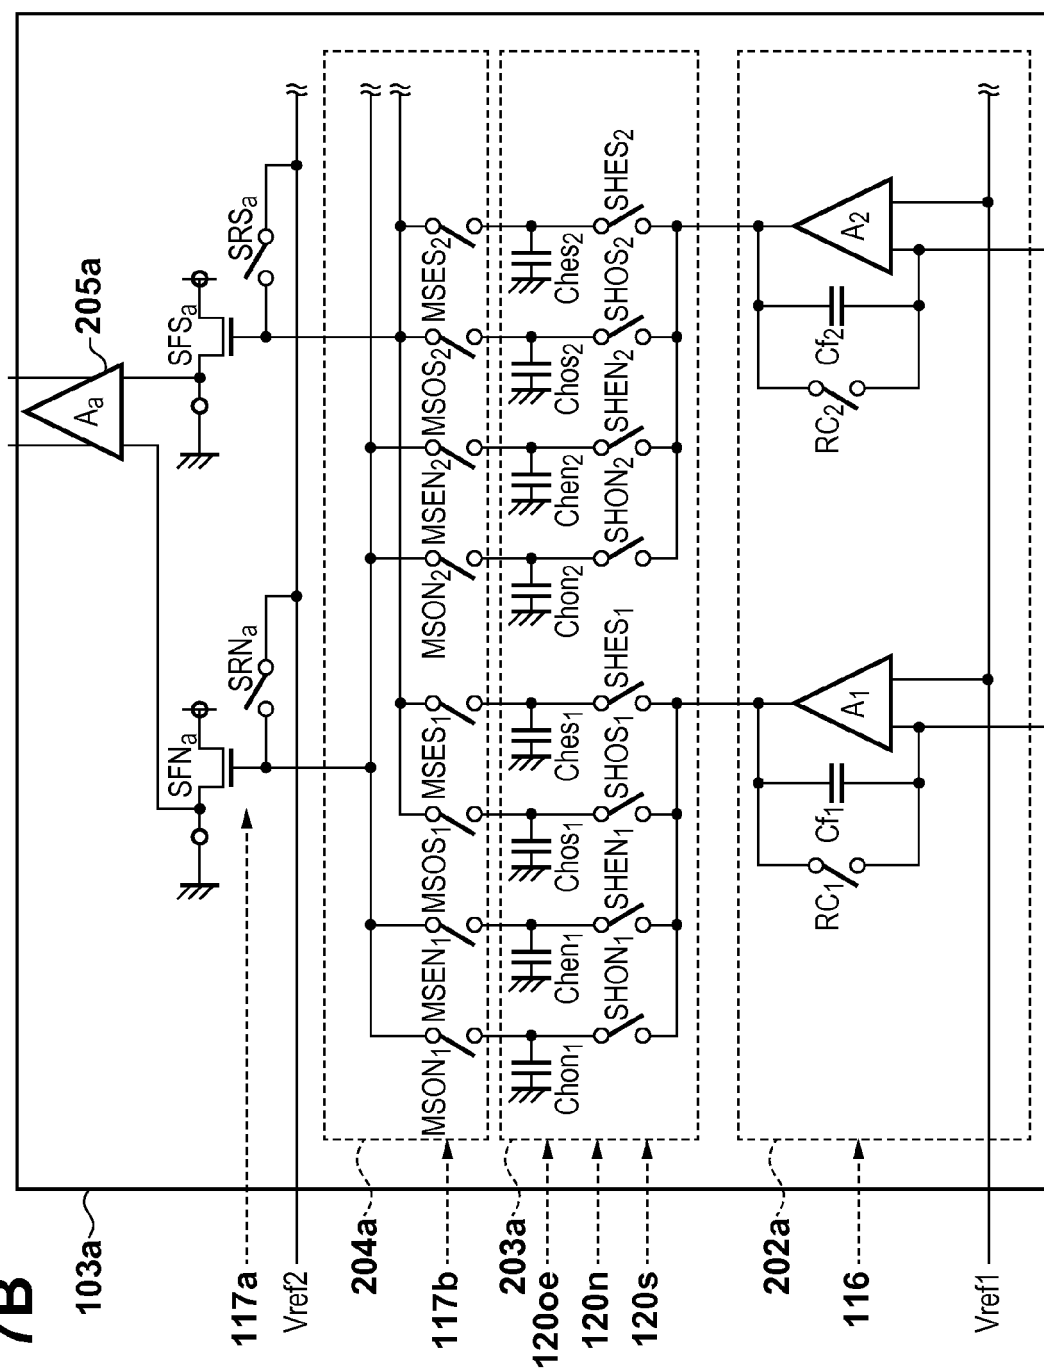 7B
103a
117a
Vref2
204a
117b
203a
120oe
120n
120s
202a
116
Vref1
Aa
205a
SFNa
SRNa
SFSa
SRSa
MSON1
MSEN1
MSOS1
MSES1
MSON2
MSEN2
MSOS2
MSES2
Chon1
Chen1
Chos1
Ches1
Chon2
Chen2
Chos2
Ches2
SHON1
SHEN1
SHOS1
SHES1
SHON2
SHEN2
SHOS2
SHES2
RC1
Cf1
A1
RC2
Cf2
A2